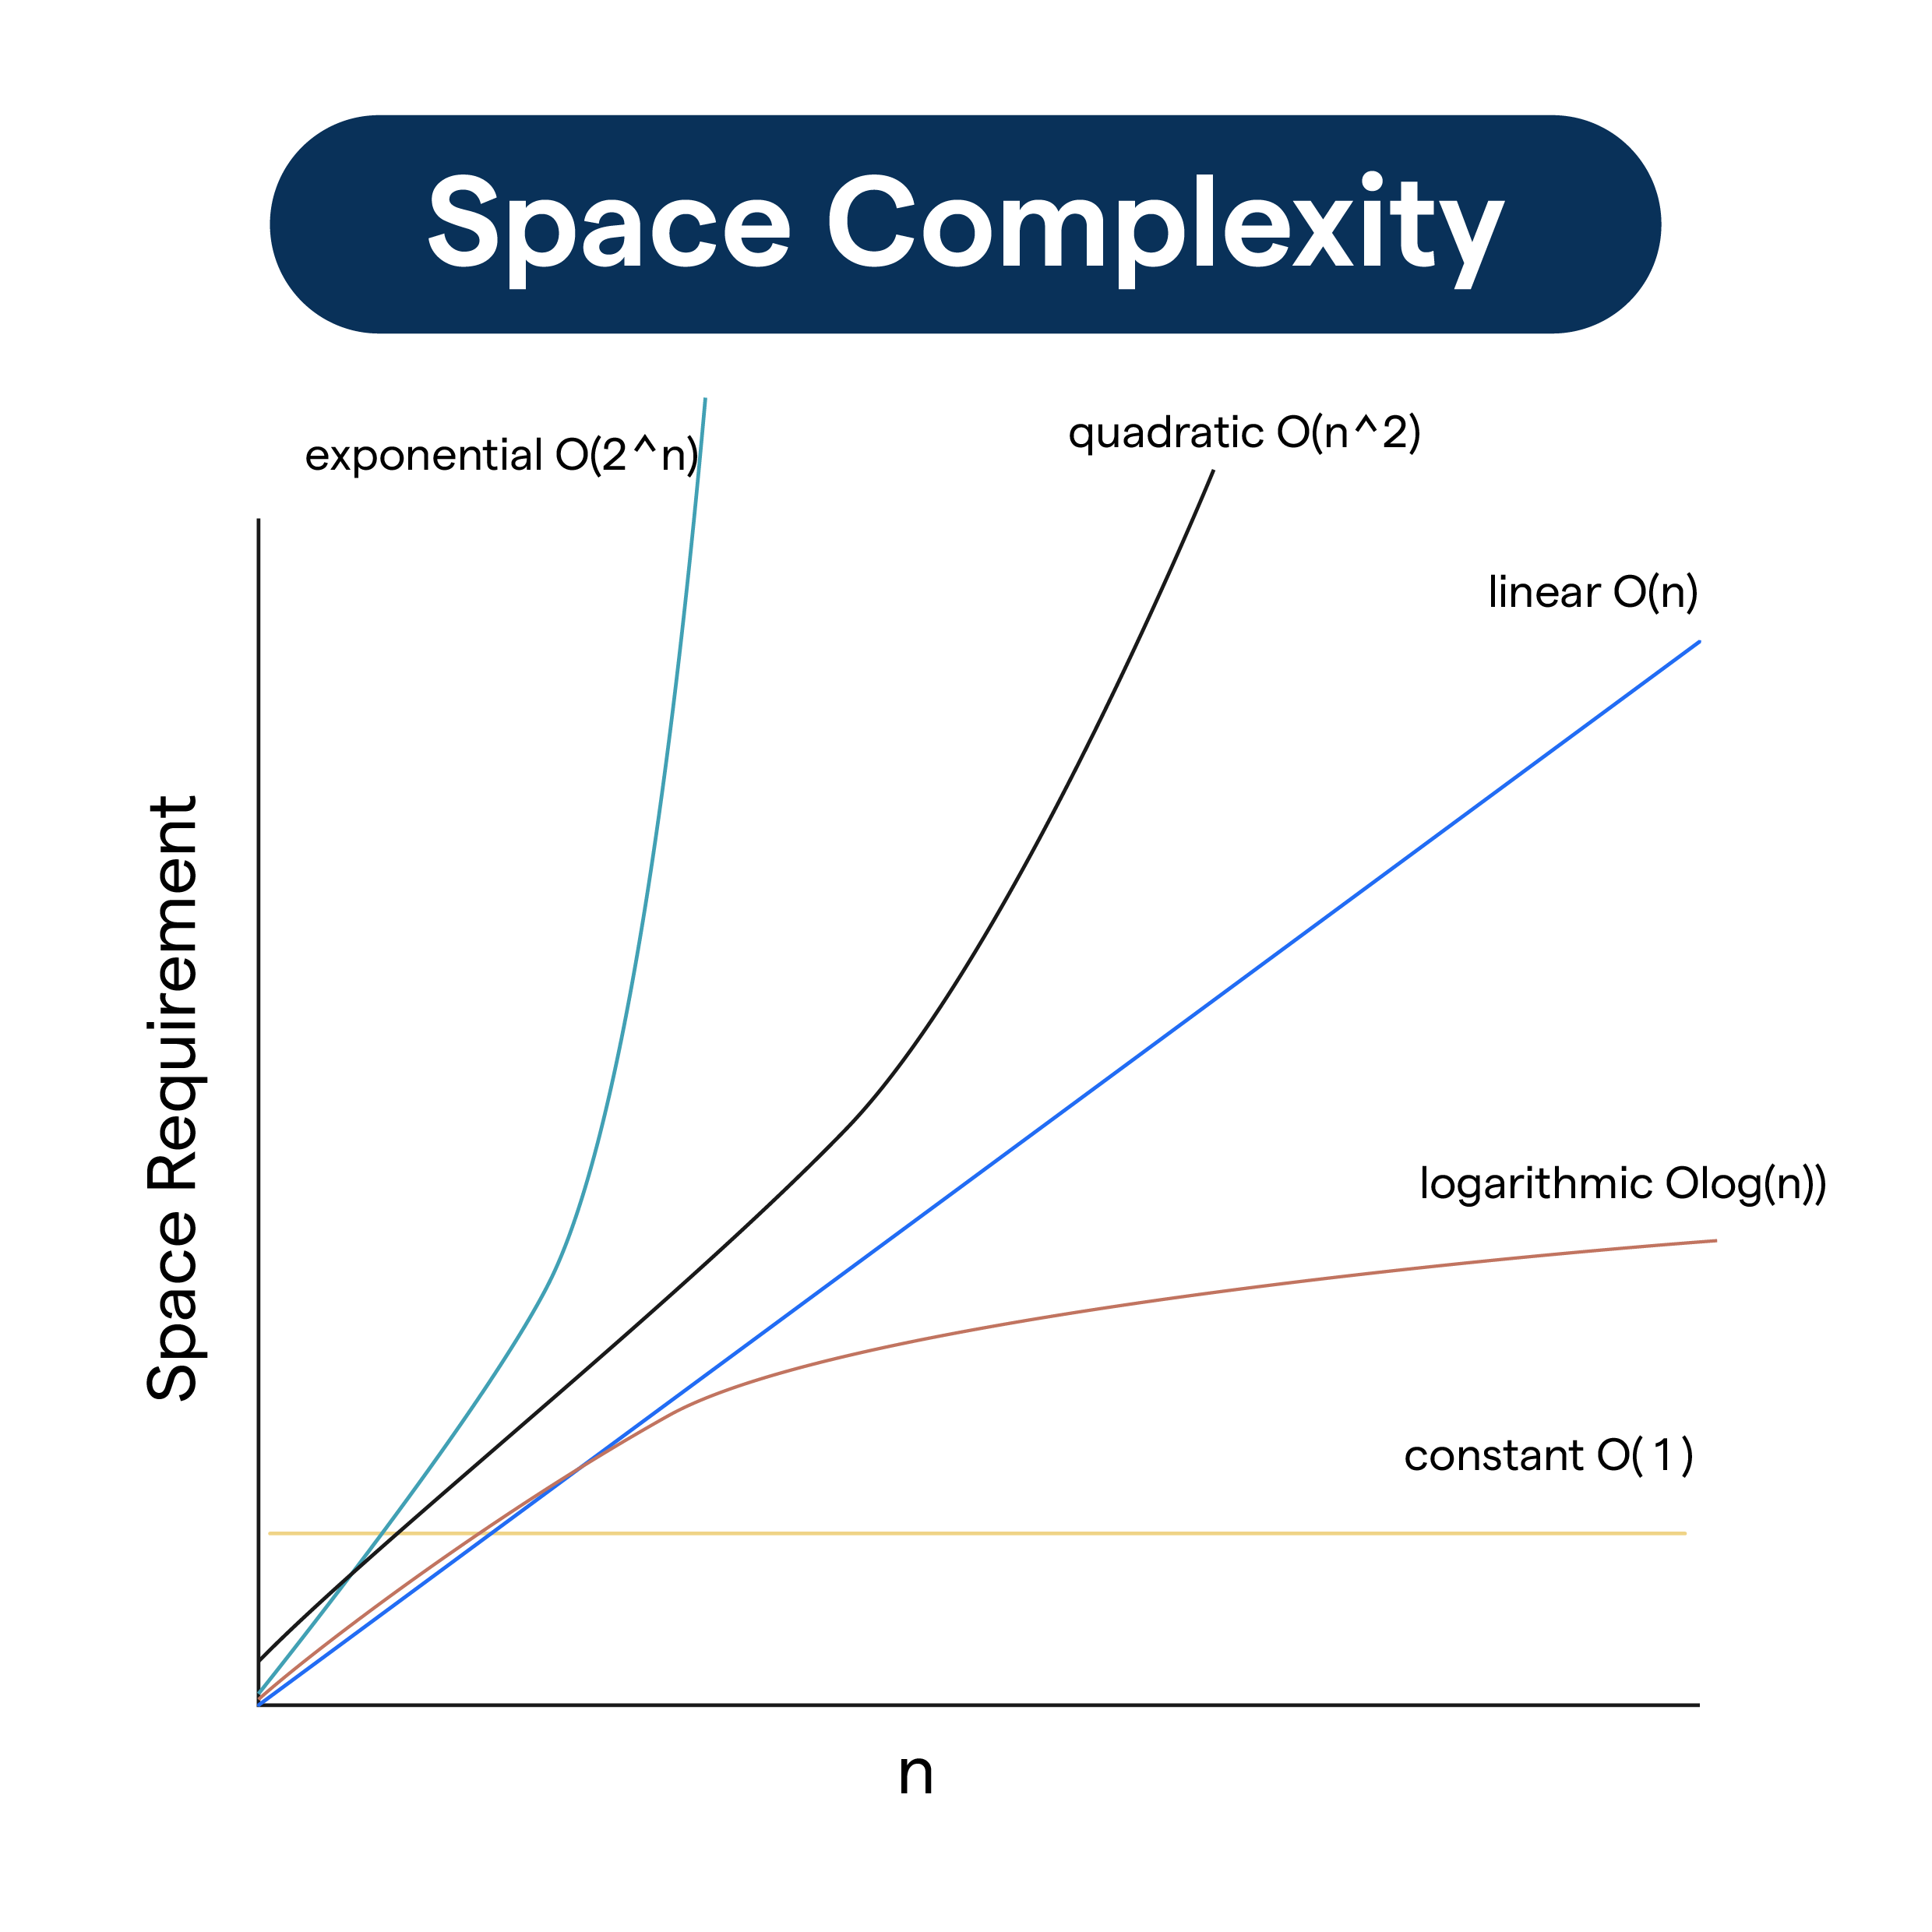 Space Complexity
exponential O(2^n)
quadratic O(n^2)
linear O(n)
Space Requirement
logarithmic Olog(n))
constant O(1)
n